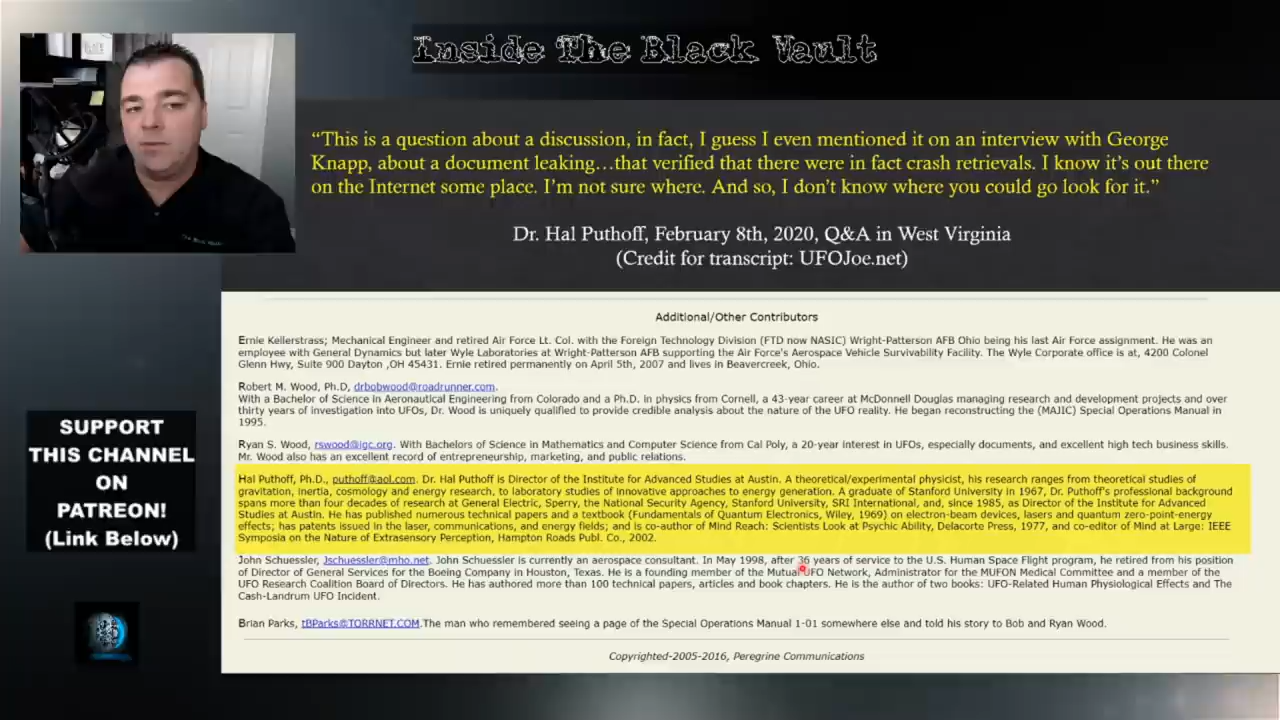 Inside The Black Vault
“This is a question about a discussion, in fact, I guess I even mentioned it on an interview with George
Knapp, about a document leaking…that verified that there were in fact crash retrievals. I know it’s out there
on the Internet some place. I’m not sure where. And so, I don’t know where you could go look for it.”
Dr. Hal Puthoff, February 8th, 2020, Q&A in West Virginia
(Credit for transcript: UFOJoe.net)
Additional/Other Contributors
Ernie Kellerstrass; Mechanical Engineer and retired Air Force Lt. Col. with the Foreign Technology Division (FTD now NASIC) Wright-Patterson AFB Ohio being his last Air Force assignment. He was an
employee with General Dynamics but later Wyle Laboratories at Wright-Patterson AFB supporting the Air Force's Aerospace Vehicle Survivability Facility. The Wyle Corporate office is at, 4200 Colonel
Glenn Hwy, Suite 900 Dayton ,OH 45431. Ernie retired permanently on April 5th, 2007 and lives in Beavercreek, Ohio.
Robert M. Wood, Ph.D, drbobwood@roadrunner.com.
With a Bachelor of Science in Aeronautical Engineering from Colorado and a Ph.D. in physics from Cornell, a 43-year career at McDonnell Douglas managing research and development projects and over
thirty years of investigation into UFOs, Dr. Wood is uniquely qualified to provide credible analysis about the nature of the UFO reality. He began reconstructing the (MAJIC) Special Operations Manual in
1995.
Ryan S. Wood, rswood@igc.org. With Bachelors of Science in Mathematics and Computer Science from Cal Poly, a 20-year interest in UFOs, especially documents, and excellent high tech business skills.
Mr. Wood also has an excellent record of entrepreneurship, marketing, and public relations.
Hal Puthoff, Ph.D., puthoff@aol.com. Dr. Hal Puthoff is Director of the Institute for Advanced Studies at Austin. A theoretical/experimental physicist, his research ranges from theoretical studies of
gravitation, inertia, cosmology and energy research, to laboratory studies of innovative approaches to energy generation. A graduate of Stanford University in 1967, Dr. Puthoff's professional background
spans more than four decades of research at General Electric, Sperry, the National Security Agency, Stanford University, SRI International, and, since 1985, as Director of the Institute for Advanced
Studies at Austin. He has published numerous technical papers and a textbook (Fundamentals of Quantum Electronics, Wiley, 1969) on electron-beam devices, lasers and quantum zero-point-energy
effects; has patents issued in the laser, communications, and energy fields; and is co-author of Mind Reach: Scientists Look at Psychic Ability, Delacorte Press, 1977, and co-editor of Mind at Large: IEEE
Symposia on the Nature of Extrasensory Perception, Hampton Roads Publ. Co., 2002.
John Schuessler, Jschuessler@mho.net. John Schuessler is currently an aerospace consultant. In May 1998, after 36 years of service to the U.S. Human Space Flight program, he retired from his position
of Director of General Services for the Boeing Company in Houston, Texas. He is a founding member of the Mutual UFO Network, Administrator for the MUFON Medical Committee and a member of the
UFO Research Coalition Board of Directors. He has authored more than 100 technical papers, articles and book chapters. He is the author of two books: UFO-Related Human Physiological Effects and The
Cash-Landrum UFO Incident.
Brian Parks, tBParks@TORRNET.COM.The man who remembered seeing a page of the Special Operations Manual 1-01 somewhere else and told his story to Bob and Ryan Wood.
Copyrighted-2005-2016, Peregrine Communications
SUPPORT
THIS CHANNEL
ON
PATREON!
(Link Below)